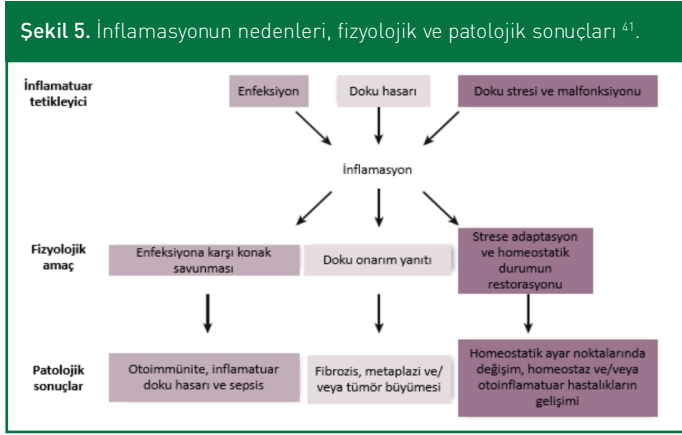 Şekil 5. İnflamasyonun nedenleri, fizyolojik ve patolojik sonuçları 41.
İnflamatuar
tetikleyici
Enfeksiyon
Doku hasarı
Doku stresi ve malfonksiyonu
İnflamasyon
Fizyolojik
amaç
Enfeksiyona karşı konak
savunması
Doku onarım yanıtı
Strese adaptasyon
ve homeostatik
durumun
restorasyonu
Patolojik
sonuçlar
Otoimmünite, inflamatuar
doku hasarı ve sepsis
Fibrozis, metaplazi ve/
veya tümör büyümesi
Homeostatik ayar noktalarında
değişim, homeostaz ve/veya
otoinflamatuar hastalıkların
gelişimi